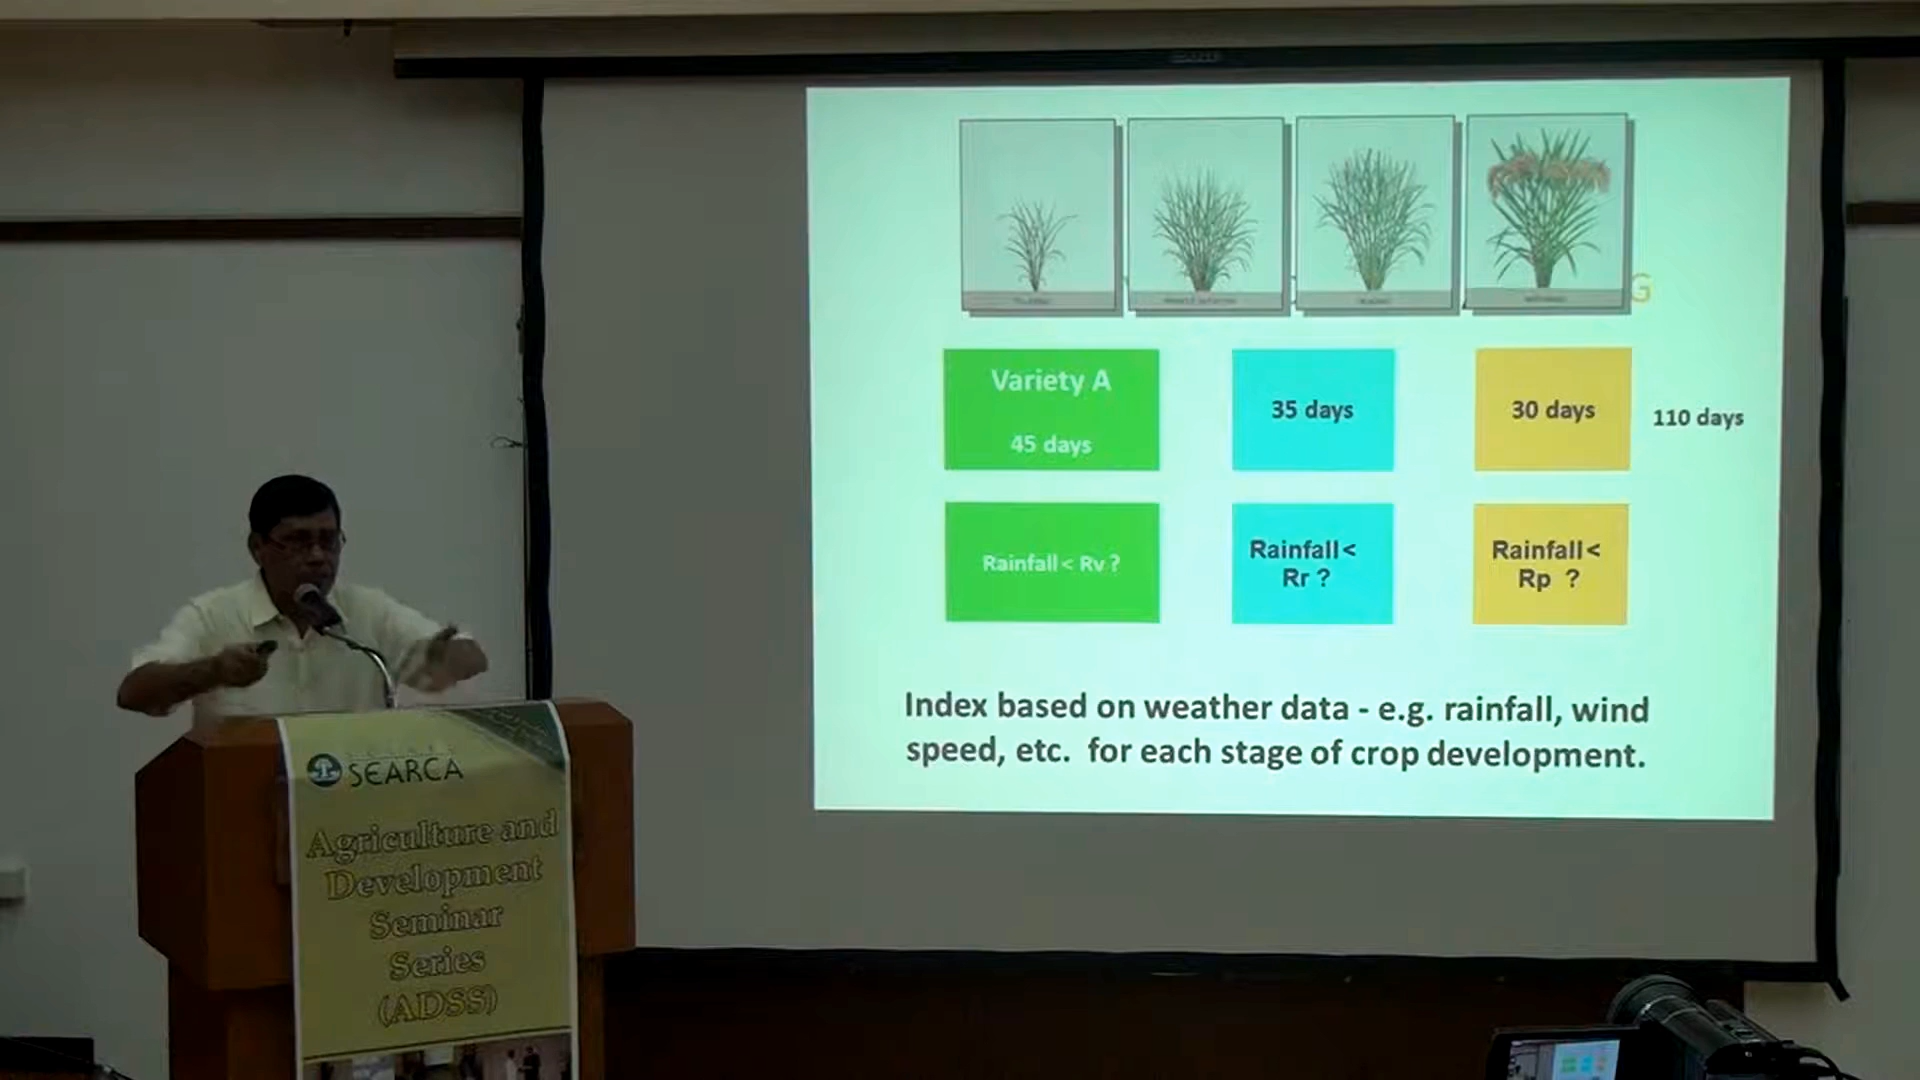 G
Variety A
45 days
35 days
30 days
110 days
Rainfall < Rv ?
Rainfall <
Rr ?
Rainfall <
Rp ?
Index based on weather data - e.g. rainfall, wind
speed, etc. for each stage of crop development.
SEARCA
Agriculture and
Development
Seminar
Series
(ADSS)